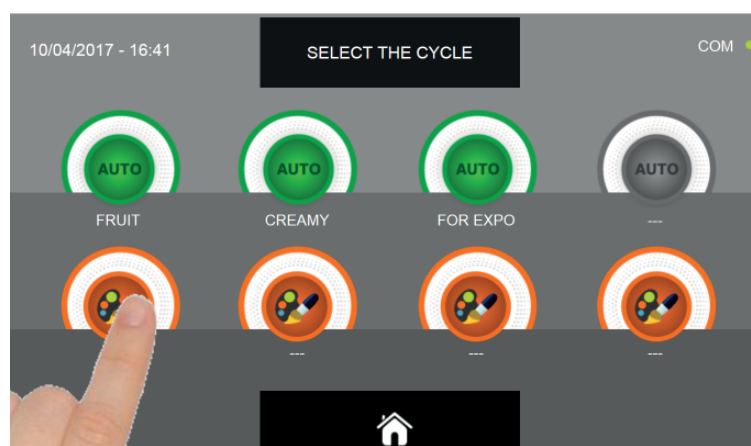 10/04/2017 - 16:41
SELECT THE CYCLE
COM
AUTO
AUTO
AUTO
AUTO
FRUIT
CREAMY
FOR EXPO
---
---
---
---